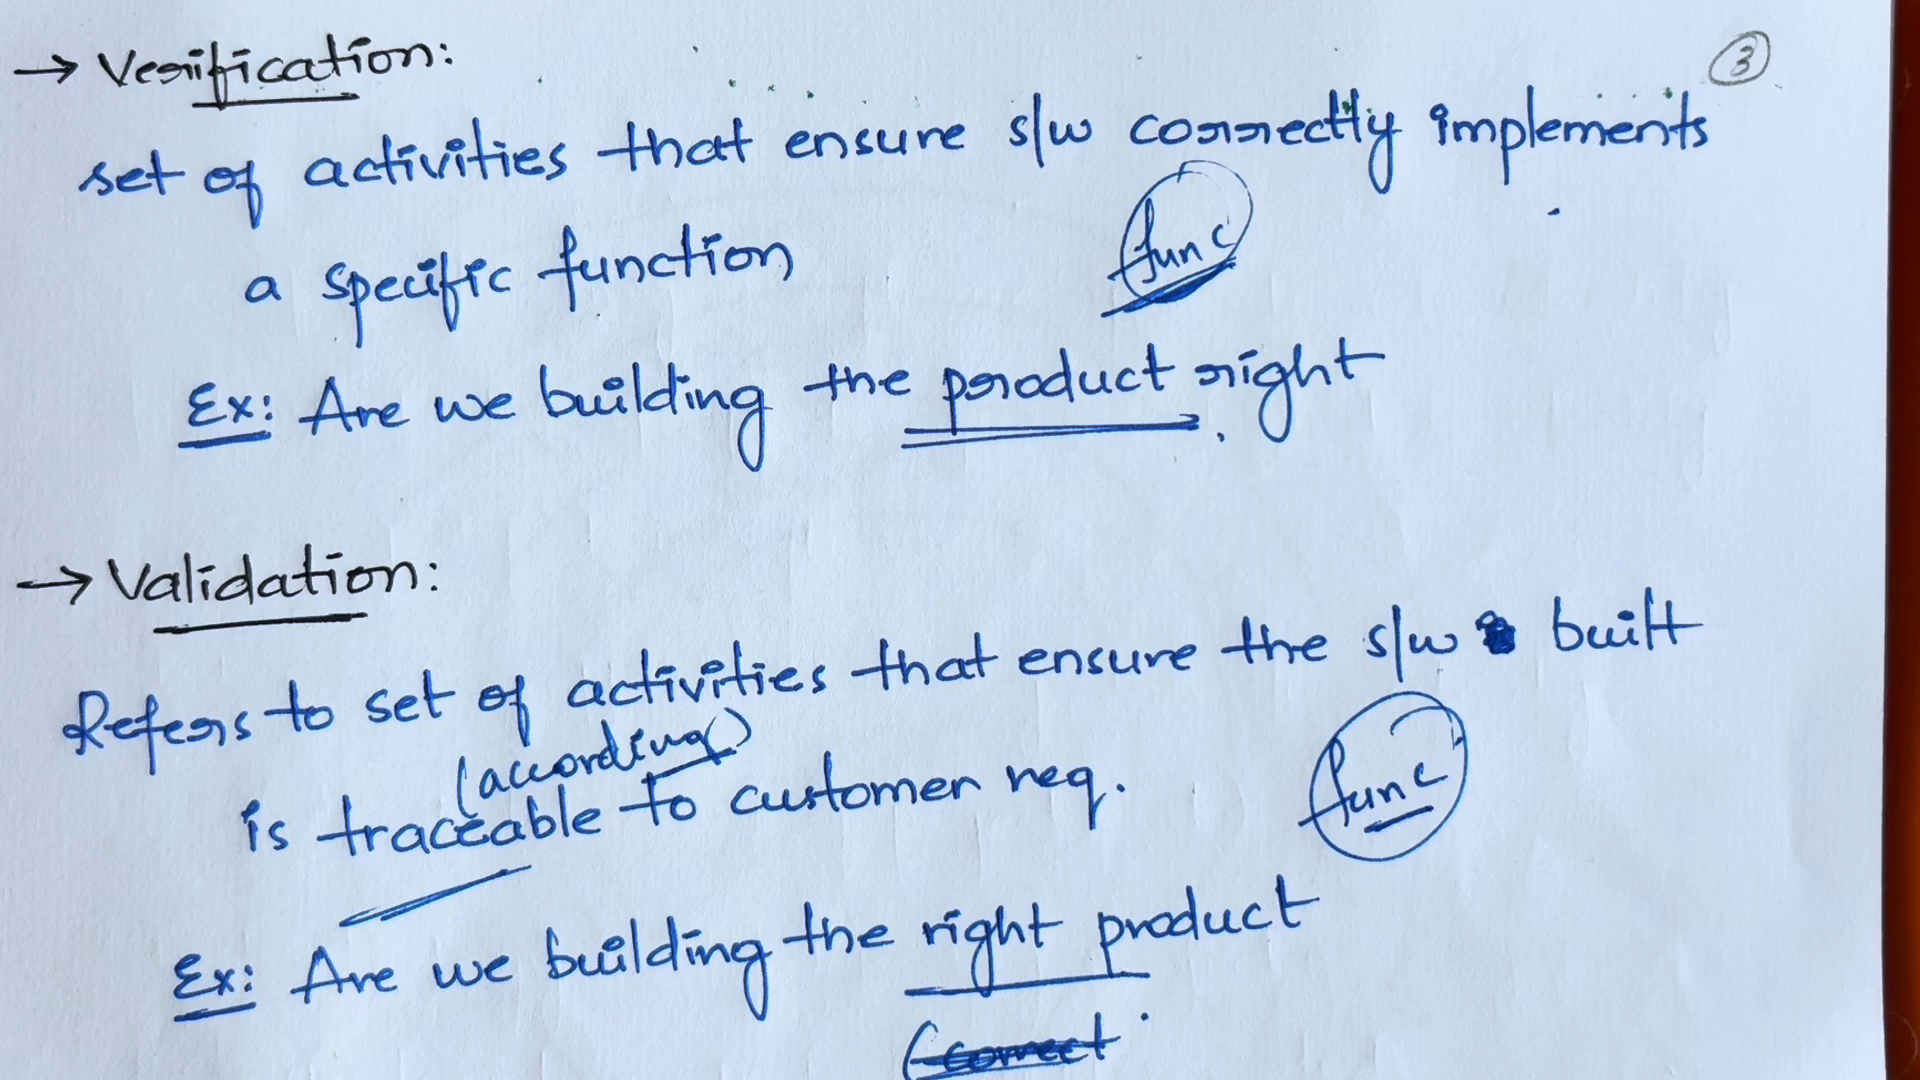 ③
→ Verification:
set of activities that ensure s/w correctly implements
func
a specific function
Ex: Are we building the product right
→ Validation:
Refers to set of activities that ensure the s/w built
(according)
is traceable to customer req.
func
Ex: Are we building the right product
(correct